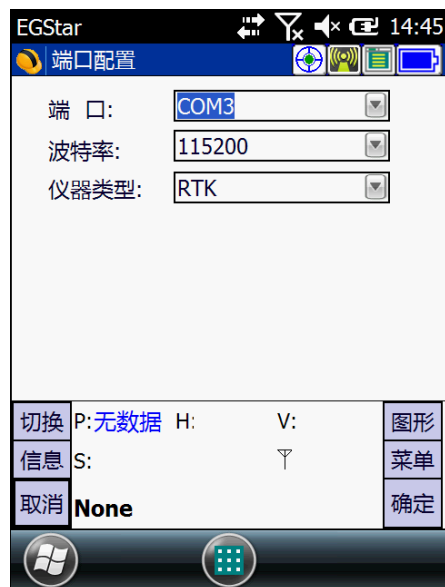 EGStar 14:45
端口配置
端 口: COM3
波特率: 115200
仪器类型: RTK
切换 P:无数据 H: V: 图形
信息 S: 菜单
取消 None 确定